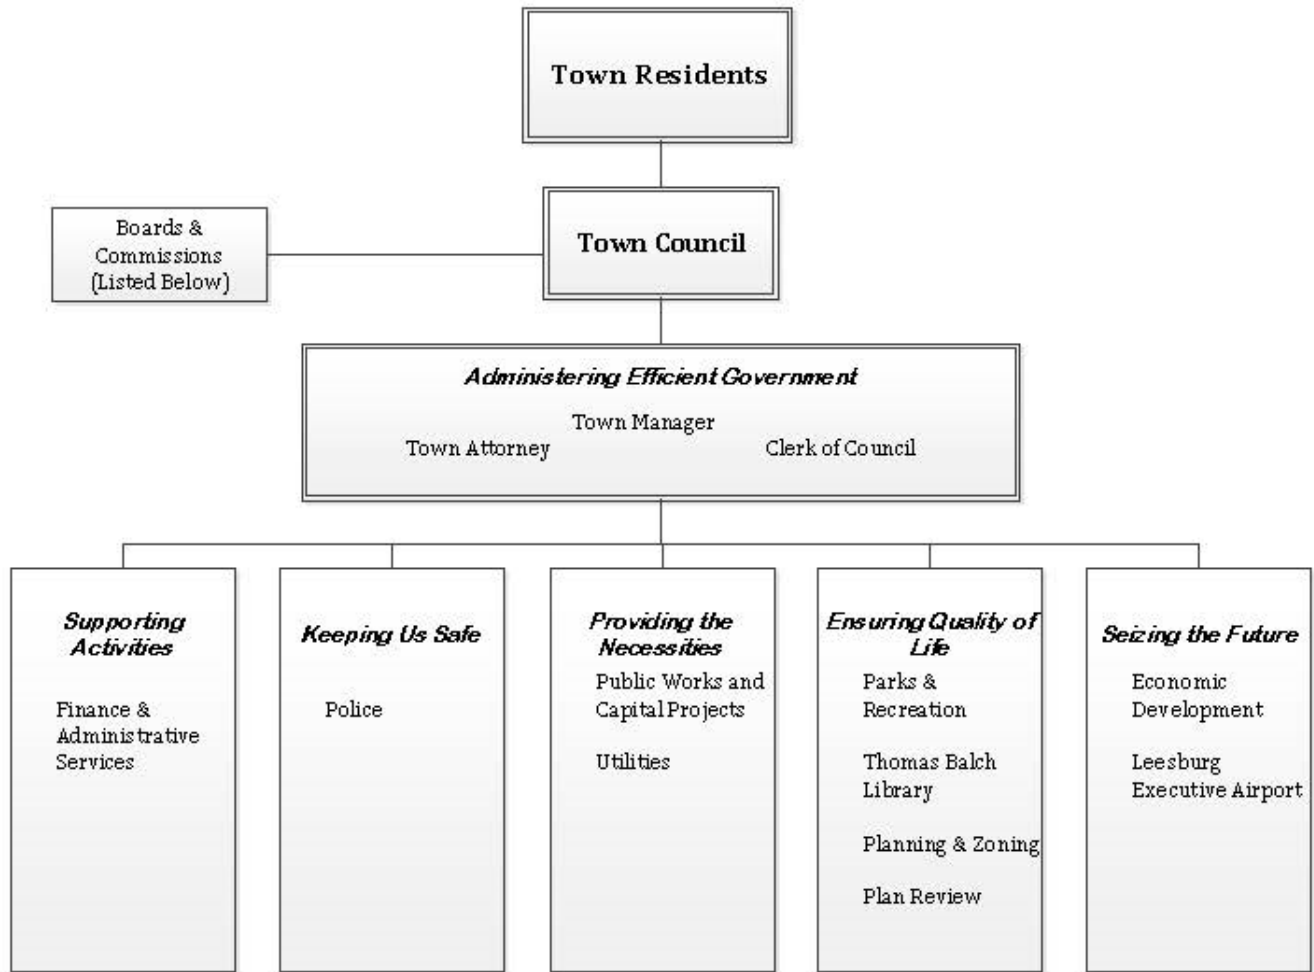 Town Residents
Town Council
Boards &
Commissions
(Listed Below)
Administering Efficient Government
Town Manager
Town Attorney
Clerk of Council
Supporting
Activities
Finance &
Administrative
Services
Keeping Us Safe
Police
Providing the
Necessities
Public Works and
Capital Projects
Utilities
Ensuring Quality of
Life
Parks &
Recreation
Thomas Balch
Library
Planning & Zoning
Plan Review
Seizing the Future
Economic
Development
Leesburg
Executive Airport